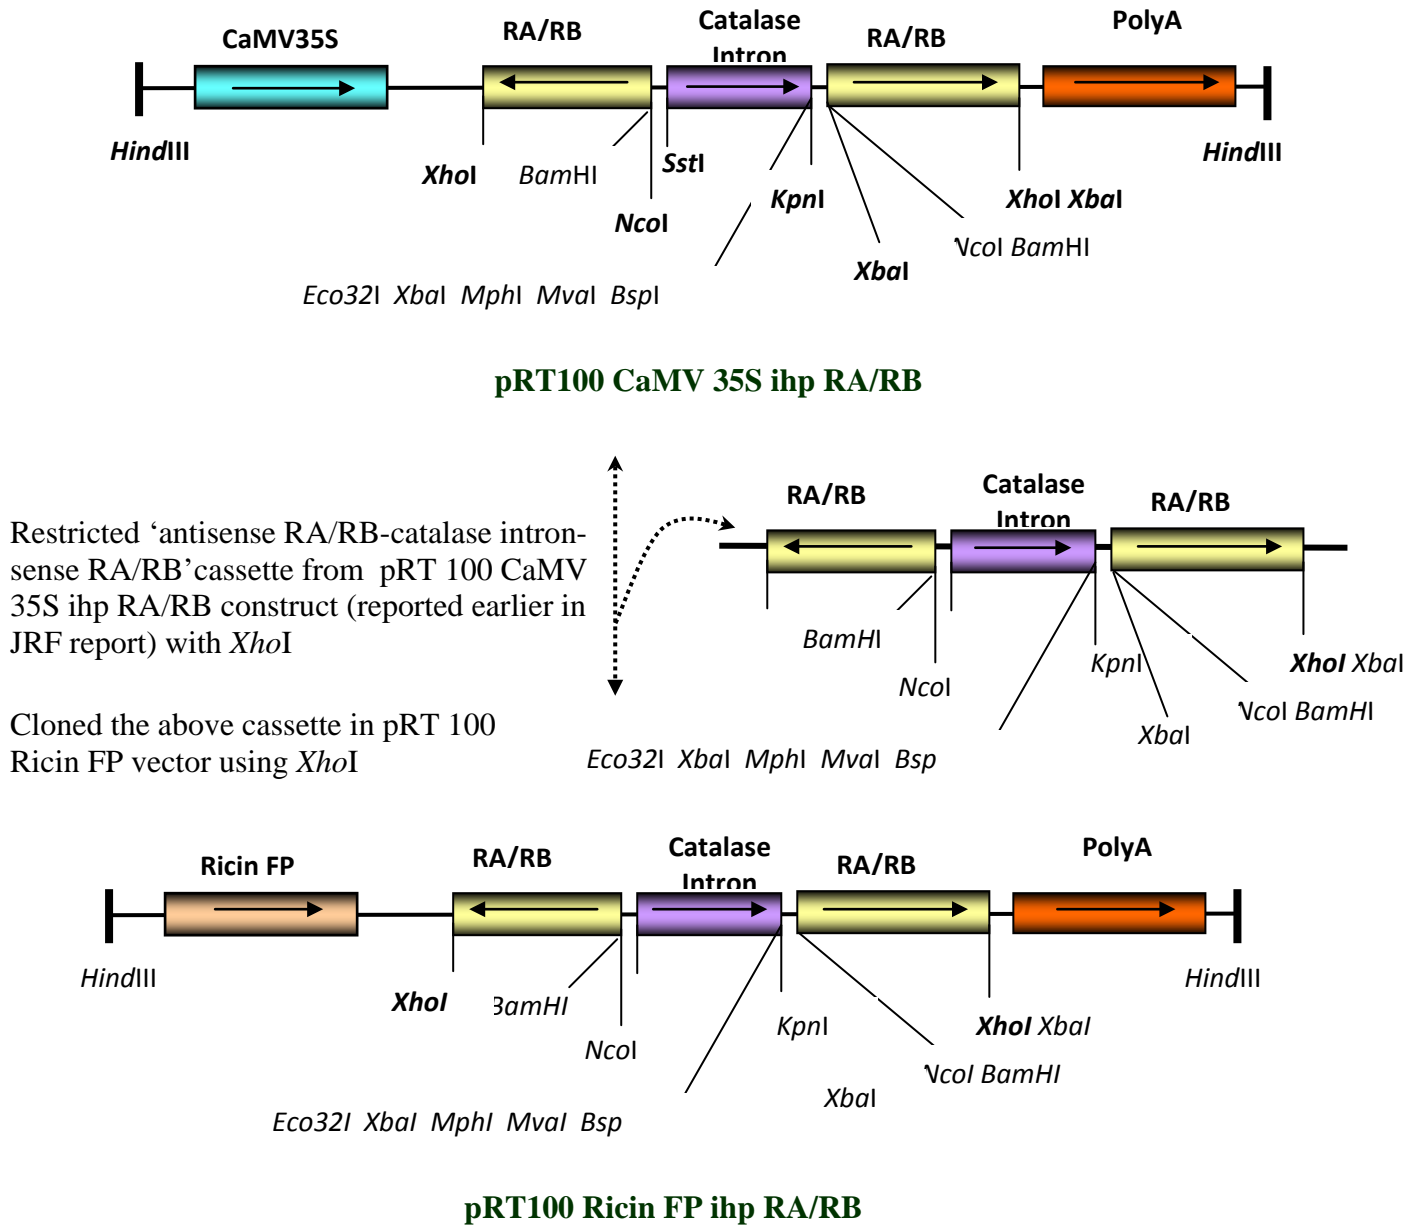 CaMV35S RA/RB Catalase Intron RA/RB PolyA
HindIII XhoI BamHI SstI KpnI XhoI XbaI HindIII
NcoI XbaI NcoI BamHI
Eco32I XbaI MphI MvaI BspI
pRT100 CaMV 35S ihp RA/RB
RA/RB Catalase Intron RA/RB
Restricted ‘antisense RA/RB-catalase intron-
sense RA/RB’cassette from pRT 100 CaMV
35S ihp RA/RB construct (reported earlier in
JRF report) with XhoI
BamHI KpnI XhoI XbaI
NcoI XbaI NcoI BamHI
Cloned the above cassette in pRT 100
Ricin FP vector using XhoI
Eco32I XbaI MphI MvaI Bsp
Ricin FP RA/RB Catalase Intron RA/RB PolyA
HindIII XhoI BamHI KpnI XhoI XbaI HindIII
NcoI XbaI NcoI BamHI
Eco32I XbaI MphI MvaI Bsp
pRT100 Ricin FP ihp RA/RB